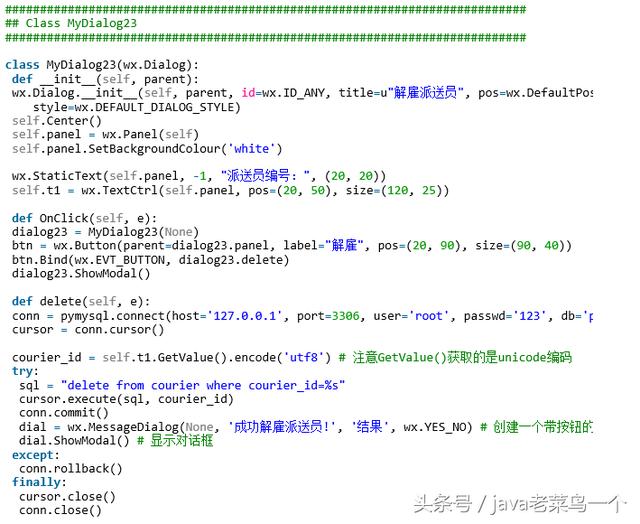 ###########################################################################
## Class MyDialog23
###########################################################################
class MyDialog23(wx.Dialog):
def __init__(self, parent):
wx.Dialog.__init__(self, parent, id=wx.ID_ANY, title=u"解雇派送员", pos=wx.DefaultPos
style=wx.DEFAULT_DIALOG_STYLE)
self.Center()
self.panel = wx.Panel(self)
self.panel.SetBackgroundColour('white')
wx.StaticText(self.panel, -1, "派送员编号：", (20, 20))
self.t1 = wx.TextCtrl(self.panel, pos=(20, 50), size=(120, 25))
def OnClick(self, e):
dialog23 = MyDialog23(None)
btn = wx.Button(parent=dialog23.panel, label="解雇", pos=(20, 90), size=(90, 40))
btn.Bind(wx.EVT_BUTTON, dialog23.delete)
dialog23.ShowModal()
def delete(self, e):
conn = pymysql.connect(host='127.0.0.1', port=3306, user='root', passwd='123', db='p
cursor = conn.cursor()
courier_id = self.t1.GetValue().encode('utf8') # 注意GetValue()获取的是unicode编码
try:
sql = "delete from courier where courier_id=%s"
cursor.execute(sql, courier_id)
conn.commit()
dial = wx.MessageDialog(None, '成功解雇派送员!', '结果', wx.YES_NO) # 创建一个带按钮的
dial.ShowModal() # 显示对话框
except:
conn.rollback()
finally:
cursor.close()
conn.close()
头条号 / java老菜鸟一个